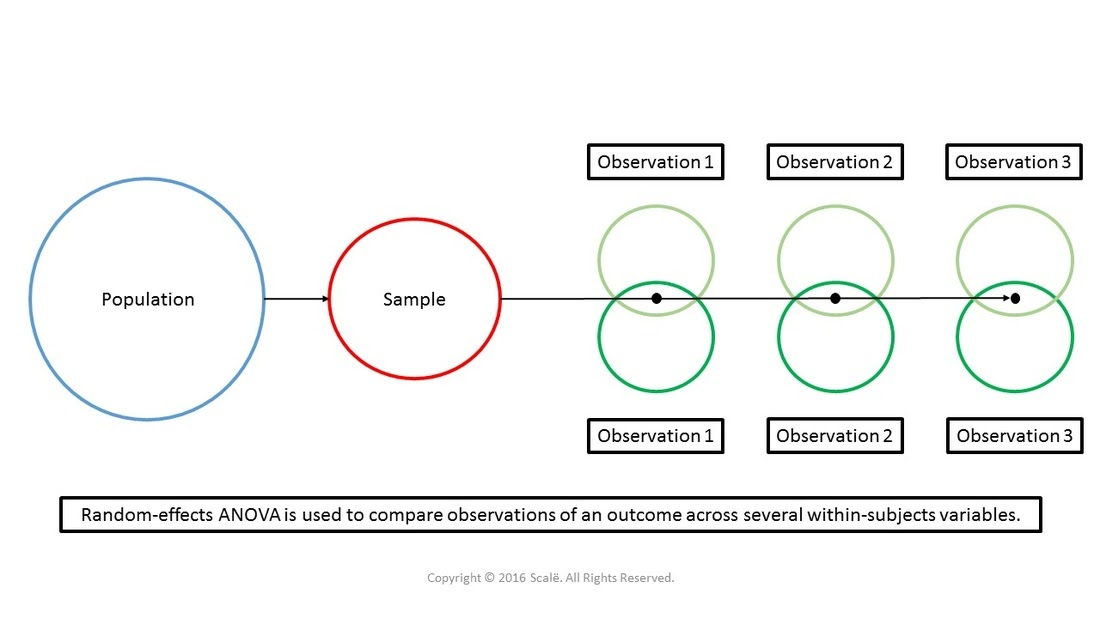 Observation 1
Observation 2
Observation 3
Population
Sample
Observation 1
Observation 2
Observation 3
Random-effects ANOVA is used to compare observations of an outcome across several within-subjects variables.
Copyright © 2016 Scalë. All Rights Reserved.